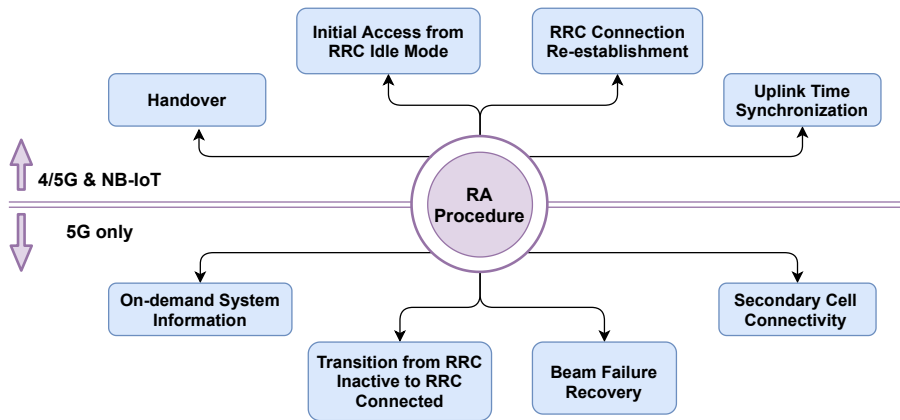 Initial Access from
RRC Idle Mode
RRC Connection
Re-establishment
Handover
Uplink Time
Synchronization
4/5G & NB-IoT
RA
Procedure
5G only
On-demand System
Information
Secondary Cell
Connectivity
Transition from RRC
Inactive to RRC
Connected
Beam Failure
Recovery